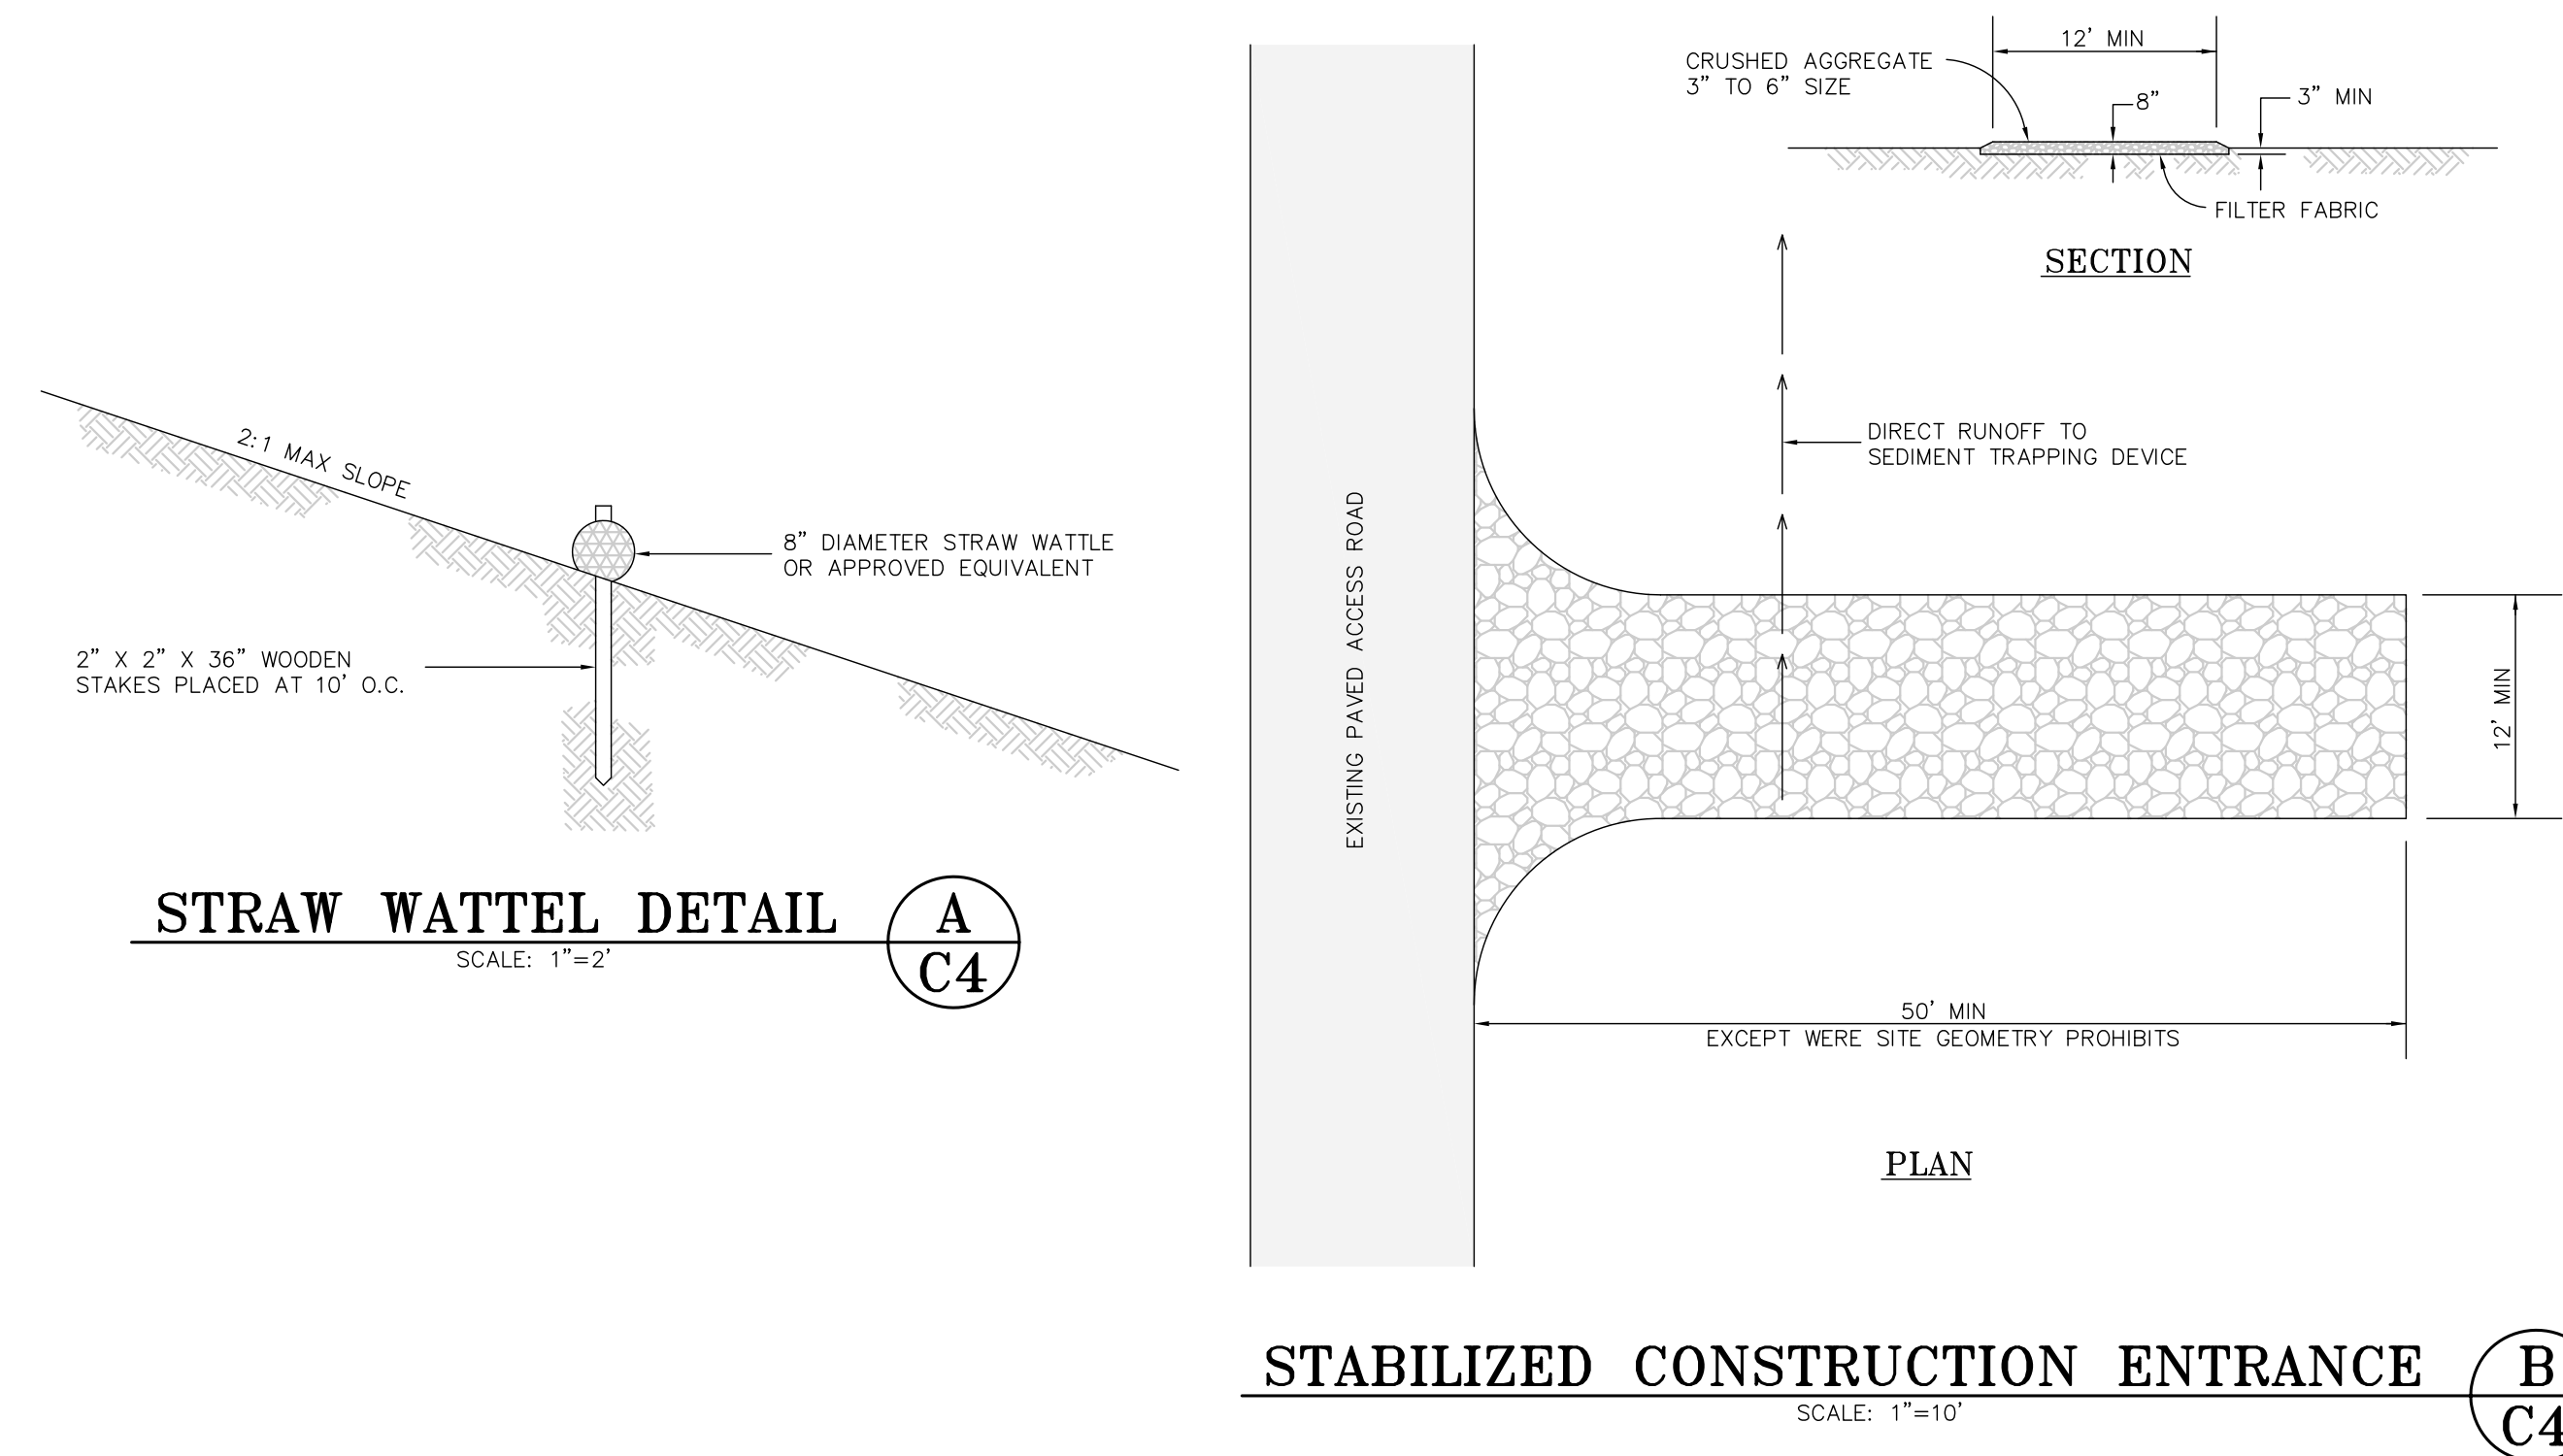 2:1 MAX SLOPE
8” DIAMETER STRAW WATTLE
OR APPROVED EQUIVALENT
2” X 2” X 36” WOODEN
STAKES PLACED AT 10’ O.C.
STRAW WATTEL DETAIL
SCALE: 1”=2’
A
C4
CRUSHED AGGREGATE
3” TO 6” SIZE
12’ MIN
8”
3” MIN
FILTER FABRIC
SECTION
EXISTING PAVED ACCESS ROAD
DIRECT RUNOFF TO
SEDIMENT TRAPPING DEVICE
12’ MIN
50’ MIN
EXCEPT WERE SITE GEOMETRY PROHIBITS
PLAN
STABILIZED CONSTRUCTION ENTRANCE
SCALE: 1”=10’
B
C4